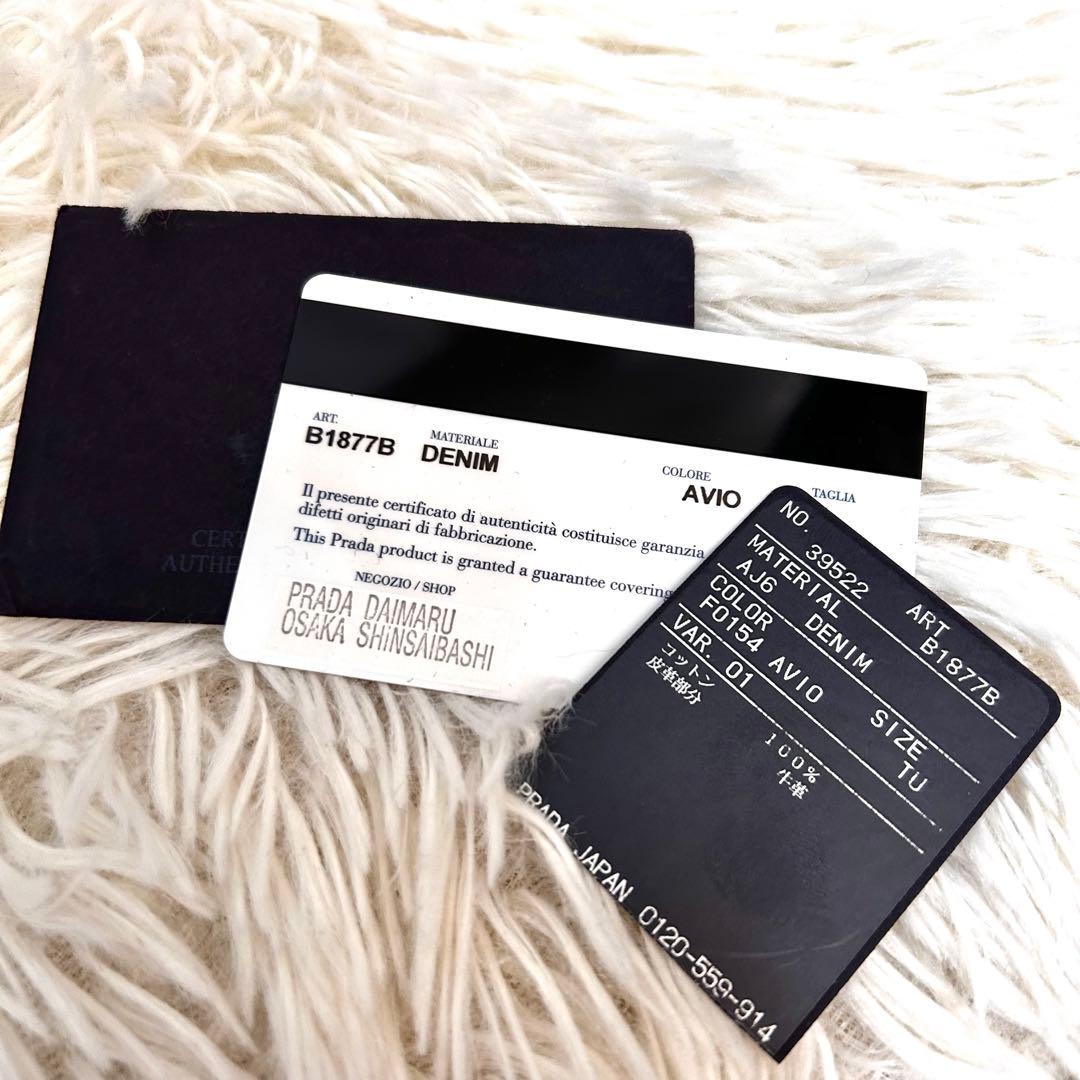 CERT
AUTHE
ART.
B1877B
MATERIALE
DENIM
COLORE
AVIO
TAGLIA
Il presente certificato di autenticità costituisce garanzia
difetti originari di fabbricazione.
This Prada product is granted a guarantee covering
NEGOZIO / SHOP
PRADA DAIMARU
OSAKA SHiNSAIBASHI
NO. 39522 ART B1877B
MATERIAL
AJ6 DENIM
COLOR SIZE
F0154 AVIO TU
VAR. 01
コットン 100%
皮革部分 牛革
PRADA JAPAN 0120-559-914